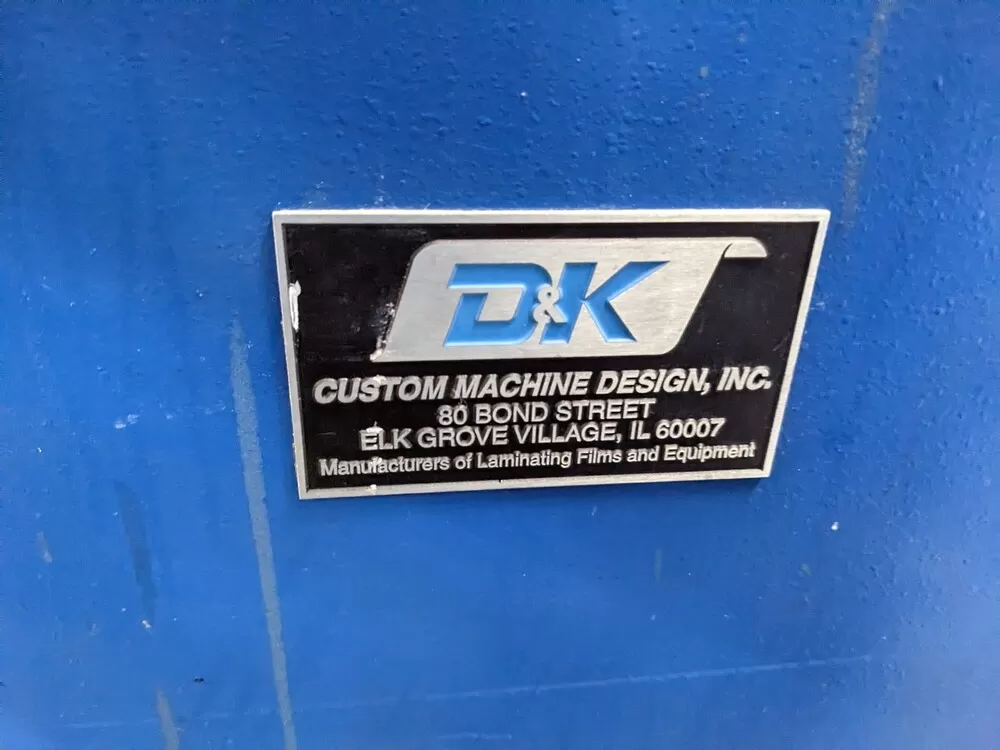 D&K
CUSTOM MACHINE DESIGN, INC.
80 BOND STREET
ELK GROVE VILLAGE, IL 60007
Manufacturers of Laminating Films and Equipment